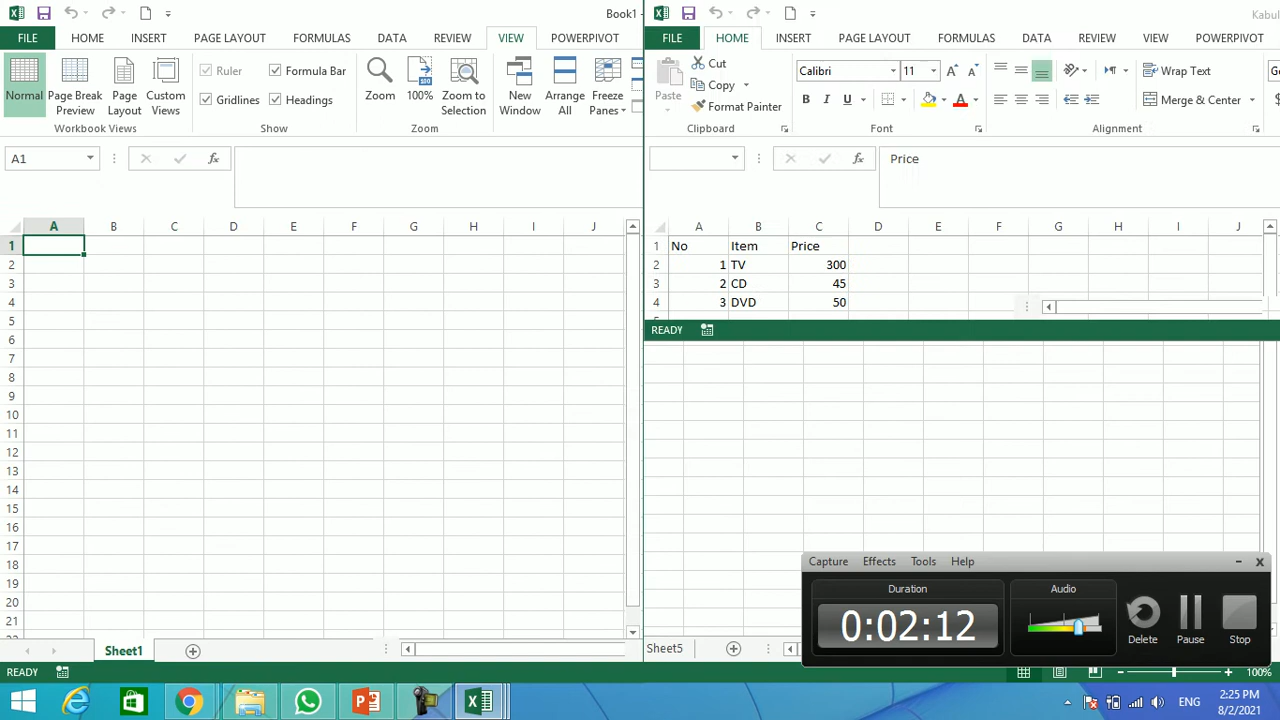 Book1 -
FILE HOME INSERT PAGE LAYOUT FORMULAS DATA REVIEW VIEW POWERPIVOT
Normal
Page Break Preview
Page Layout
Custom Views
Workbook Views
Ruler
Formula Bar
Gridlines
Headings
Show
Zoom
100%
Zoom to Selection
Zoom
New Window
Arrange All
Freeze Panes
A1
A B C D E F G H I J
1
2
3
4
5
6
7
8
9
10
11
12
13
14
15
16
17
18
19
20
21
Sheet1
READY
Kabul
FILE HOME INSERT PAGE LAYOUT FORMULAS DATA REVIEW VIEW POWERPIVOT
Paste
Cut
Copy
Format Painter
Clipboard
Calibri 11
B I U
A A
Font
Wrap Text
Merge & Center
Alignment
Price
A B C D E F G H I J
1 No Item Price
2 1 TV 300
3 2 CD 45
4 3 DVD 50
READY
Capture Effects Tools Help
Duration
0:02:12
Audio
Delete
Pause
Stop
Sheet5
100%
ENG
2:25 PM
8/2/2021